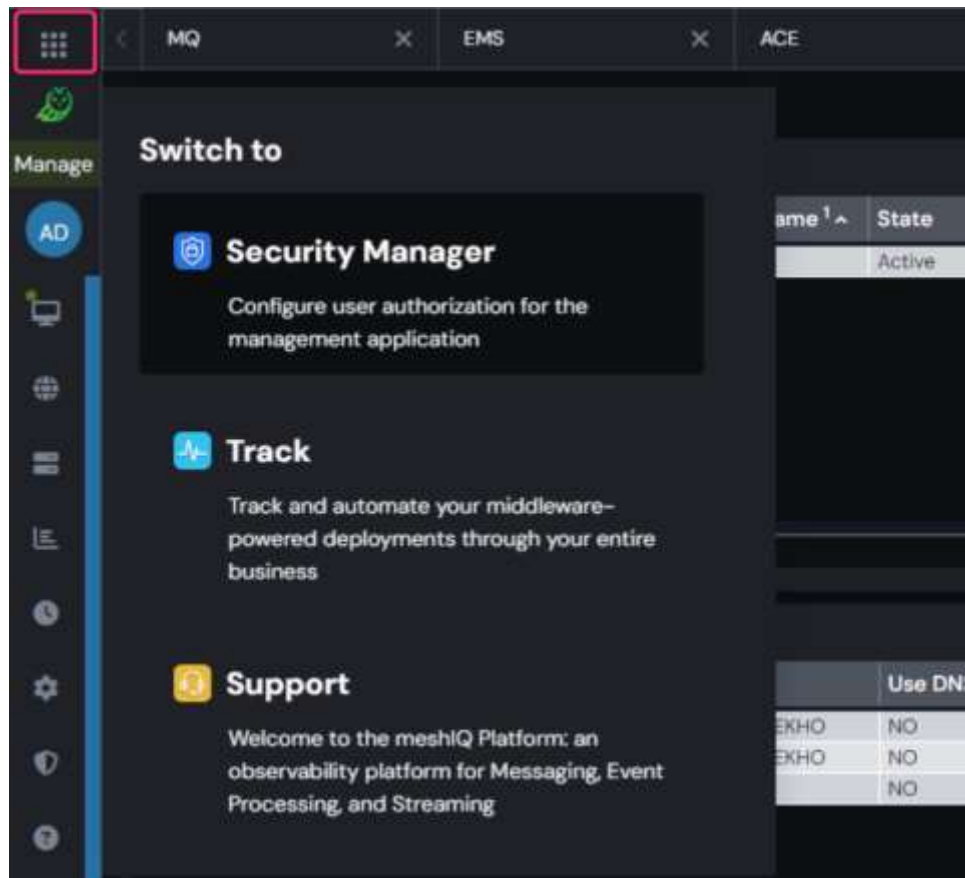 MQ
EMS
ACE
Manage
Switch to
AD
Security Manager
Configure user authorization for the
management application
Track
Track and automate your middleware-
powered deployments through your entire
business
Support
Welcome to the meshIQ Platform: an
observability platform for Messaging, Event
Processing, and Streaming
ame 1 State
Active
Use DNS
EKHO NO
EKHO NO
NO